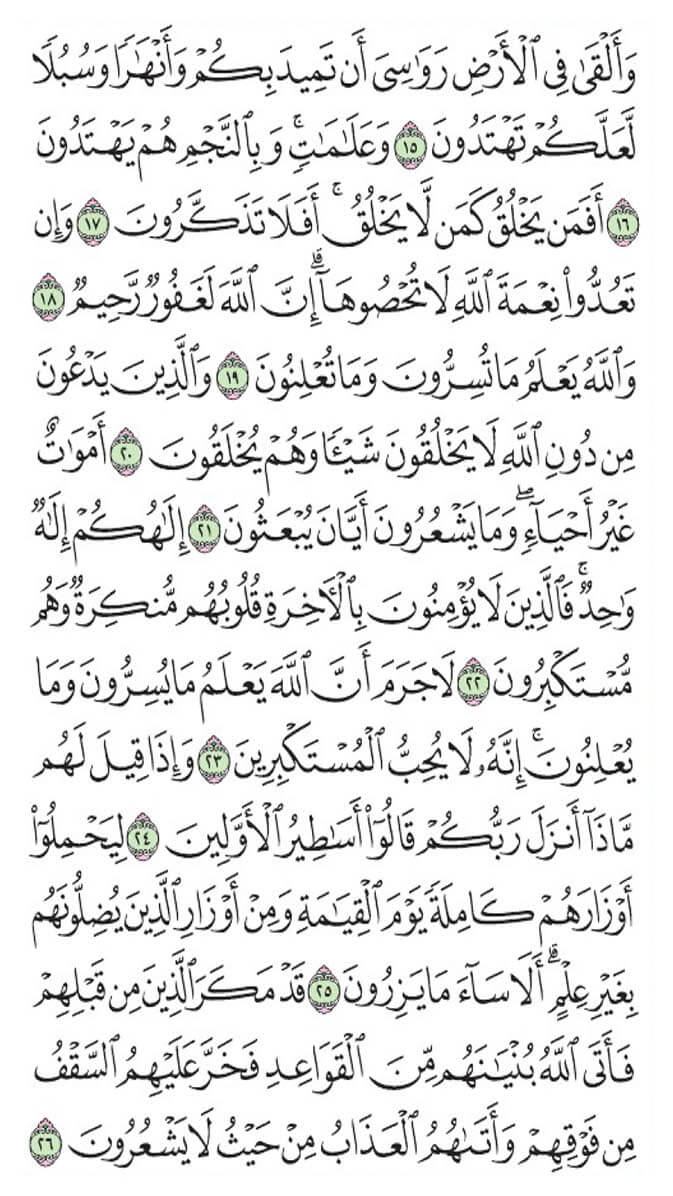 وَأَلۡقَىٰ فِي ٱلۡأَرۡضِ رَوَٰسِيَ أَن تَمِيدَ بِكُمۡ وَأَنۡهَٰرٗا وَسُبُلٗا
لَّعَلَّكُمۡ تَهۡتَدُونَ ١٥ وَعَلَٰمَٰتٖۚ وَبِٱلنَّجۡمِ هُمۡ يَهۡتَدُونَ
١٦ أَفَمَن يَخۡلُقُ كَمَن لَّا يَخۡلُقُۚ أَفَلَا تَذَكَّرُونَ ١٧ وَإِن
تَعُدُّواْ نِعۡمَةَ ٱللَّهِ لَا تُحۡصُوهَآۗ إِنَّ ٱللَّهَ لَغَفُورٞ رَّحِيمٞ ١٨
وَٱللَّهُ يَعۡلَمُ مَا تُسِرُّونَ وَمَا تُعۡلِنُونَ ١٩ وَٱلَّذِينَ يَدۡعُونَ
مِن دُونِ ٱللَّهِ لَا يَخۡلُقُونَ شَيۡـٔٗا وَهُمۡ يُخۡلَقُونَ ٢٠ أَمۡوَٰتٌ
غَيۡرُ أَحۡيَآءٖۖ وَمَا يَشۡعُرُونَ أَيَّانَ يُبۡعَثُونَ ٢١ إِلَٰهُكُمۡ إِلَٰهٞ
وَٰحِدٞۚ فَٱلَّذِينَ لَا يُؤۡمِنُونَ بِٱلۡأٓخِرَةِ قُلُوبُهُم مُّنكِرَةٞ وَهُم
مُّسۡتَكۡبِرُونَ ٢٢ لَا جَرَمَ أَنَّ ٱللَّهَ يَعۡلَمُ مَا يُسِرُّونَ وَمَا
يُعۡلِنُونَۚ إِنَّهُۥ لَا يُحِبُّ ٱلۡمُسۡتَكۡبِرِينَ ٢٣ وَإِذَا قِيلَ لَهُم
مَّاذَآ أَنزَلَ رَبُّكُمۡ قَالُوٓاْ أَسَٰطِيرُ ٱلۡأَوَّلِينَ ٢٤ لِيَحۡمِلُوٓاْ
أَوۡزَارَهُمۡ كَامِلَةٗ يَوۡمَ ٱلۡقِيَٰمَةِ وَمِنۡ أَوۡزَارِ ٱلَّذِينَ يُضِلُّونَهُم
بِغَيۡرِ عِلۡمٍۗ أَلَا سَآءَ مَا يَزِرُونَ ٢٥ قَدۡ مَكَرَ ٱلَّذِينَ مِن قَبۡلِهِمۡ
فَأَتَى ٱللَّهُ بُنۡيَٰنَهُم مِّنَ ٱلۡقَوَاعِدِ فَخَرَّ عَلَيۡهِمُ ٱلسَّقۡفُ
مِن فَوۡقِهِمۡ وَأَتَىٰهُمُ ٱلۡعَذَابُ مِنۡ حَيۡثُ لَا يَشۡعُرُونَ ٢٦